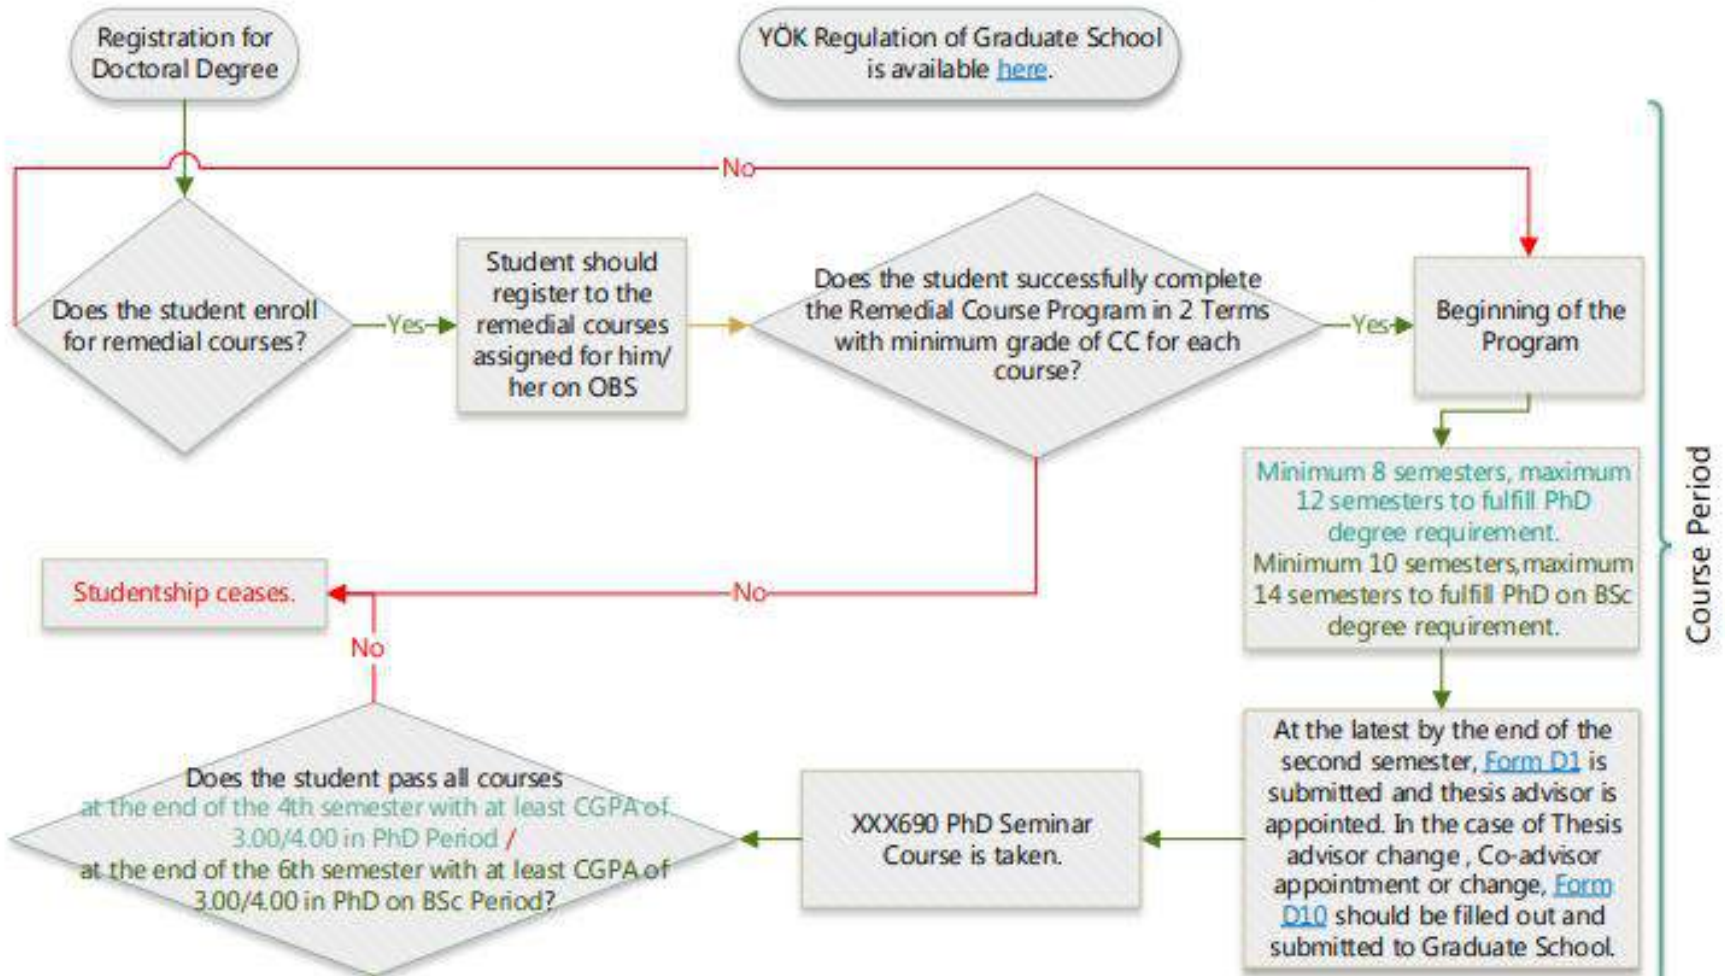 Registration for
Doctoral Degree
YÖK Regulation of Graduate School
is available here.
No
Does the student enroll
for remedial courses?
Yes
Student should
register to the
remedial courses
assigned for him/
her on OBS
Does the student successfully complete
the Remedial Course Program in 2 Terms
with minimum grade of CC for each
course?
Yes
Beginning of the
Program
Minimum 8 semesters, maximum
12 semesters to fulfill PhD
degree requirement.
Minimum 10 semesters,maximum
14 semesters to fulfill PhD on BSc
degree requirement.
Course Period
Studentship ceases.
No
No
At the latest by the end of the
second semester, Form D1 is
submitted and thesis advisor is
appointed. In the case of Thesis
advisor change , Co-advisor
appointment or change, Form
D10 should be filled out and
submitted to Graduate School.
XXX690 PhD Seminar
Course is taken.
Does the student pass all courses
at the end of the 4th semester with at least CGPA of
3.00/4.00 in PhD Period /
at the end of the 6th semester with at least CGPA of
3.00/4.00 in PhD on BSc Period?